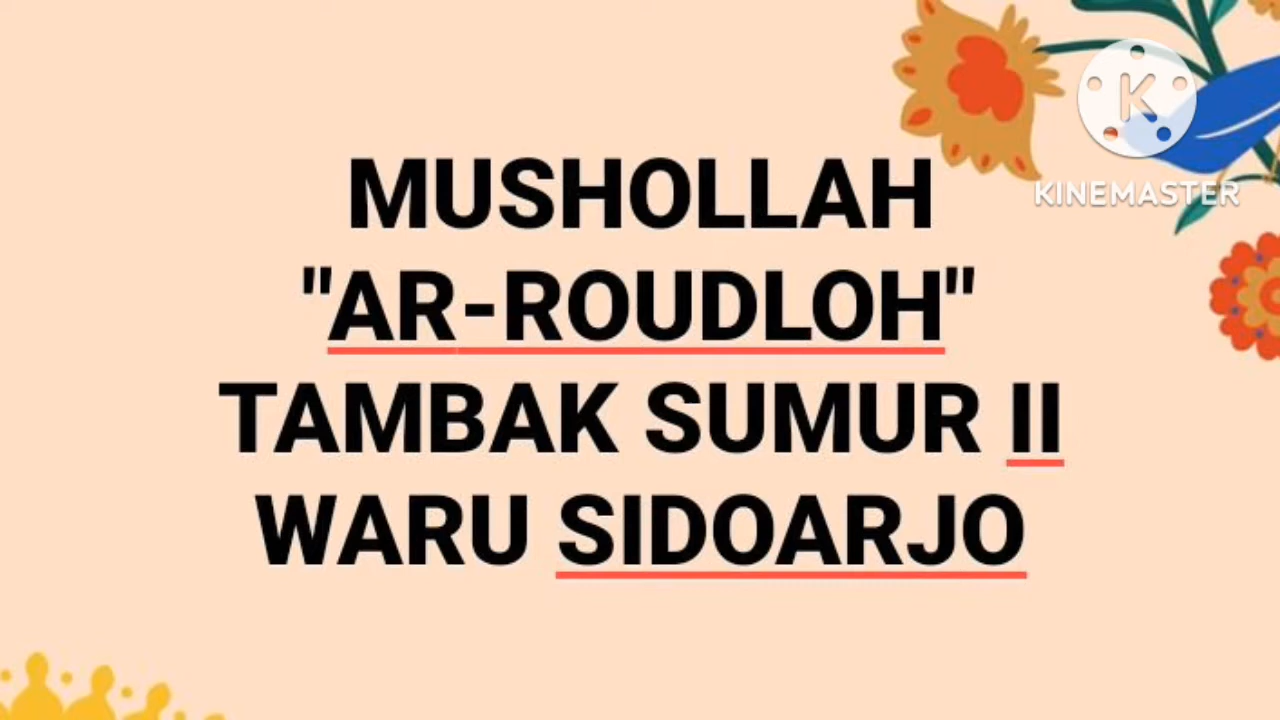 MUSHOLLAH
"AR-ROUDLOH"
TAMBAK SUMUR II
WARU SIDOARJO
K
KINEMASTER